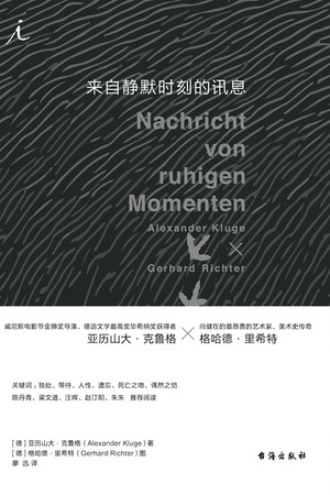 来自静默时刻的讯息
Nachricht
von
ruhigen
Momenten
Alexander Kluge
×
Gerhard Richter
威尼斯电影节金狮奖导演、德语文学最高奖毕希纳奖获得者
尚健在的最昂贵的艺术家、美术史传奇
亚历山大·克鲁格 × 格哈德·里希特
关键词：独处、等待、人性、遗忘、死亡之吻、偶然之范
陈丹青、梁文道、汪晖、赵汀阳、朱朱 推荐阅读
[德] 亚历山大·克鲁格（Alexander Kluge）著
[德] 格哈德·里希特（Gerhard Richter）图
廖迅 译
台海出版社